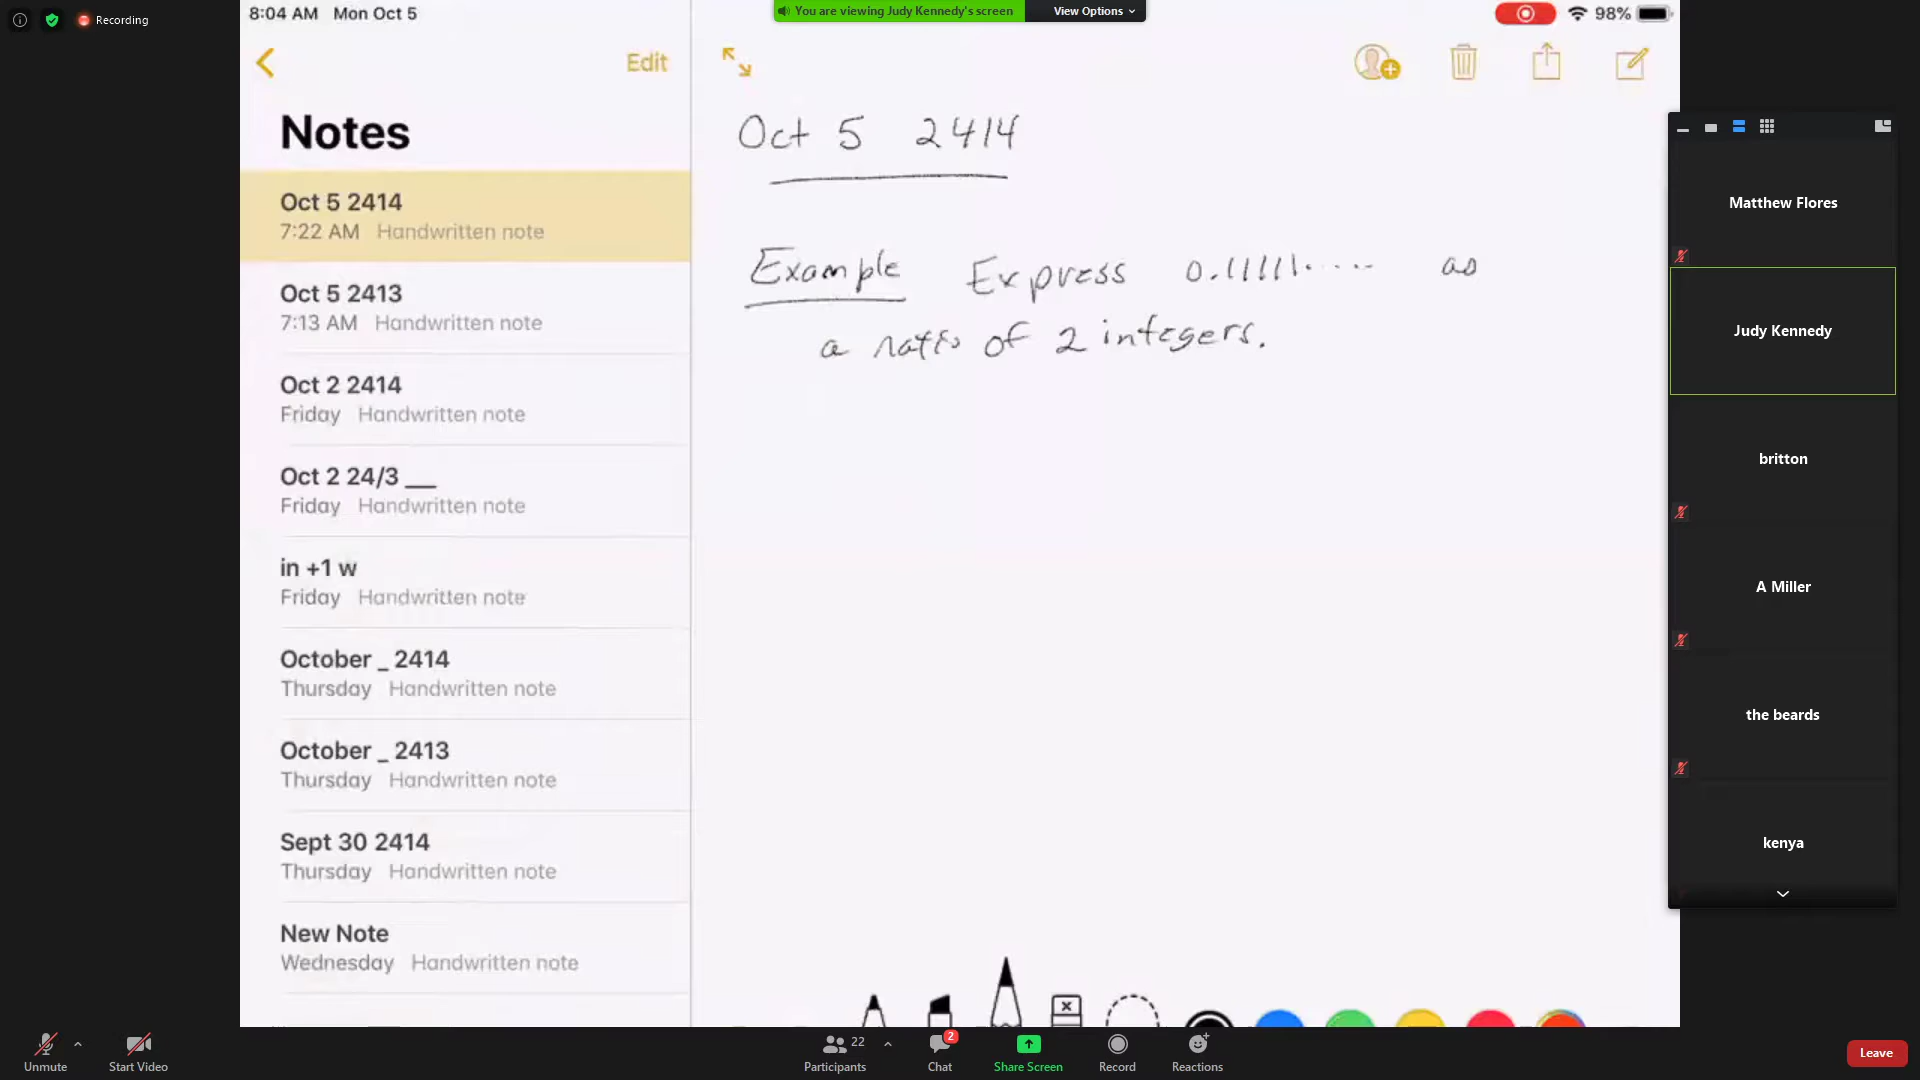 8:04 AM Mon Oct 5
Recording
You are viewing Judy Kennedy's screen
View Options
98%
Edit
Notes
Oct 5 2414
7:22 AM Handwritten note
Oct 5 2413
7:13 AM Handwritten note
Oct 2 2414
Friday Handwritten note
Oct 2 24/3 ___
Friday Handwritten note
in +1 w
Friday Handwritten note
October _ 2414
Thursday Handwritten note
October _ 2413
Thursday Handwritten note
Sept 30 2414
Thursday Handwritten note
New Note
Wednesday Handwritten note
Oct 5 2414
Example Express 0.11111..... as
a ratio of 2 integers.
Matthew Flores
Judy Kennedy
britton
A Miller
the beards
kenya
Unmute
Start Video
22
Participants
2
Chat
Share Screen
Record
Reactions
Leave